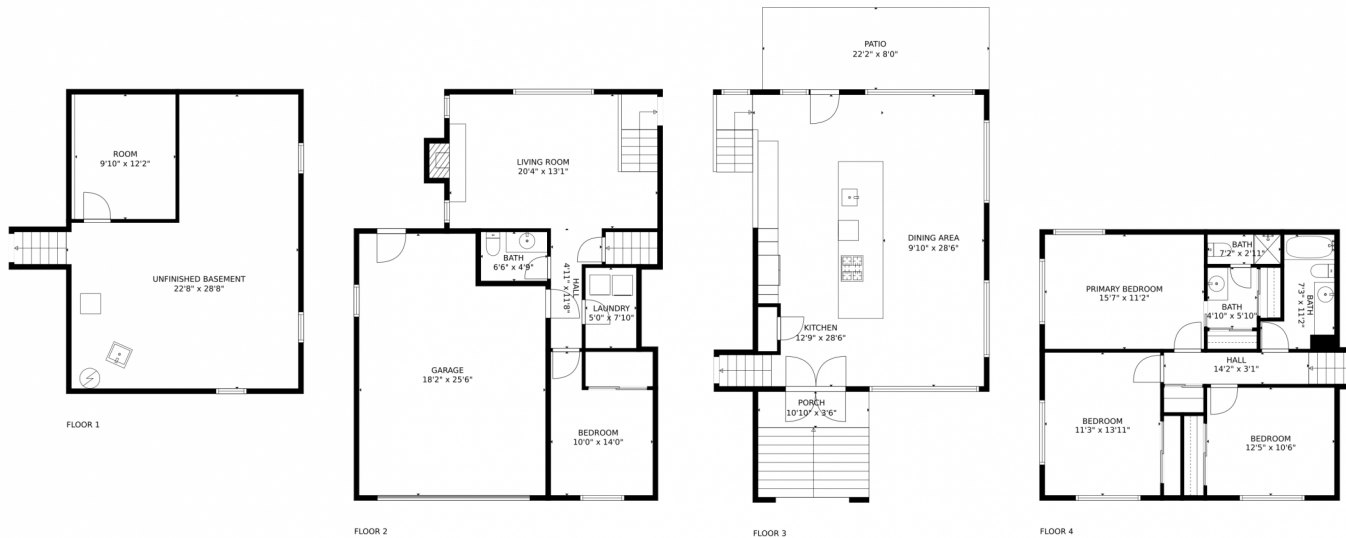 ROOM
9'10" x 12'2"
UNFINISHED BASEMENT
22'8" x 28'8"
FLOOR 1
LIVING ROOM
20'4" x 13'1"
BATH
6'6" x 4'9"
HALL
4'11" x 11'8"
LAUNDRY
5'0" x 7'10"
GARAGE
18'2" x 25'6"
BEDROOM
10'0" x 14'0"
FLOOR 2
PATIO
22'2" x 8'0"
DINING AREA
9'10" x 28'6"
KITCHEN
12'9" x 28'6"
PORCH
10'10" x 3'6"
FLOOR 3
BATH
7'2" x 2'11"
PRIMARY BEDROOM
15'7" x 11'2"
BATH
4'10" x 5'10"
BATH
7'3" x 11'2"
HALL
14'2" x 3'1"
BEDROOM
11'3" x 13'11"
BEDROOM
12'5" x 10'6"
FLOOR 4